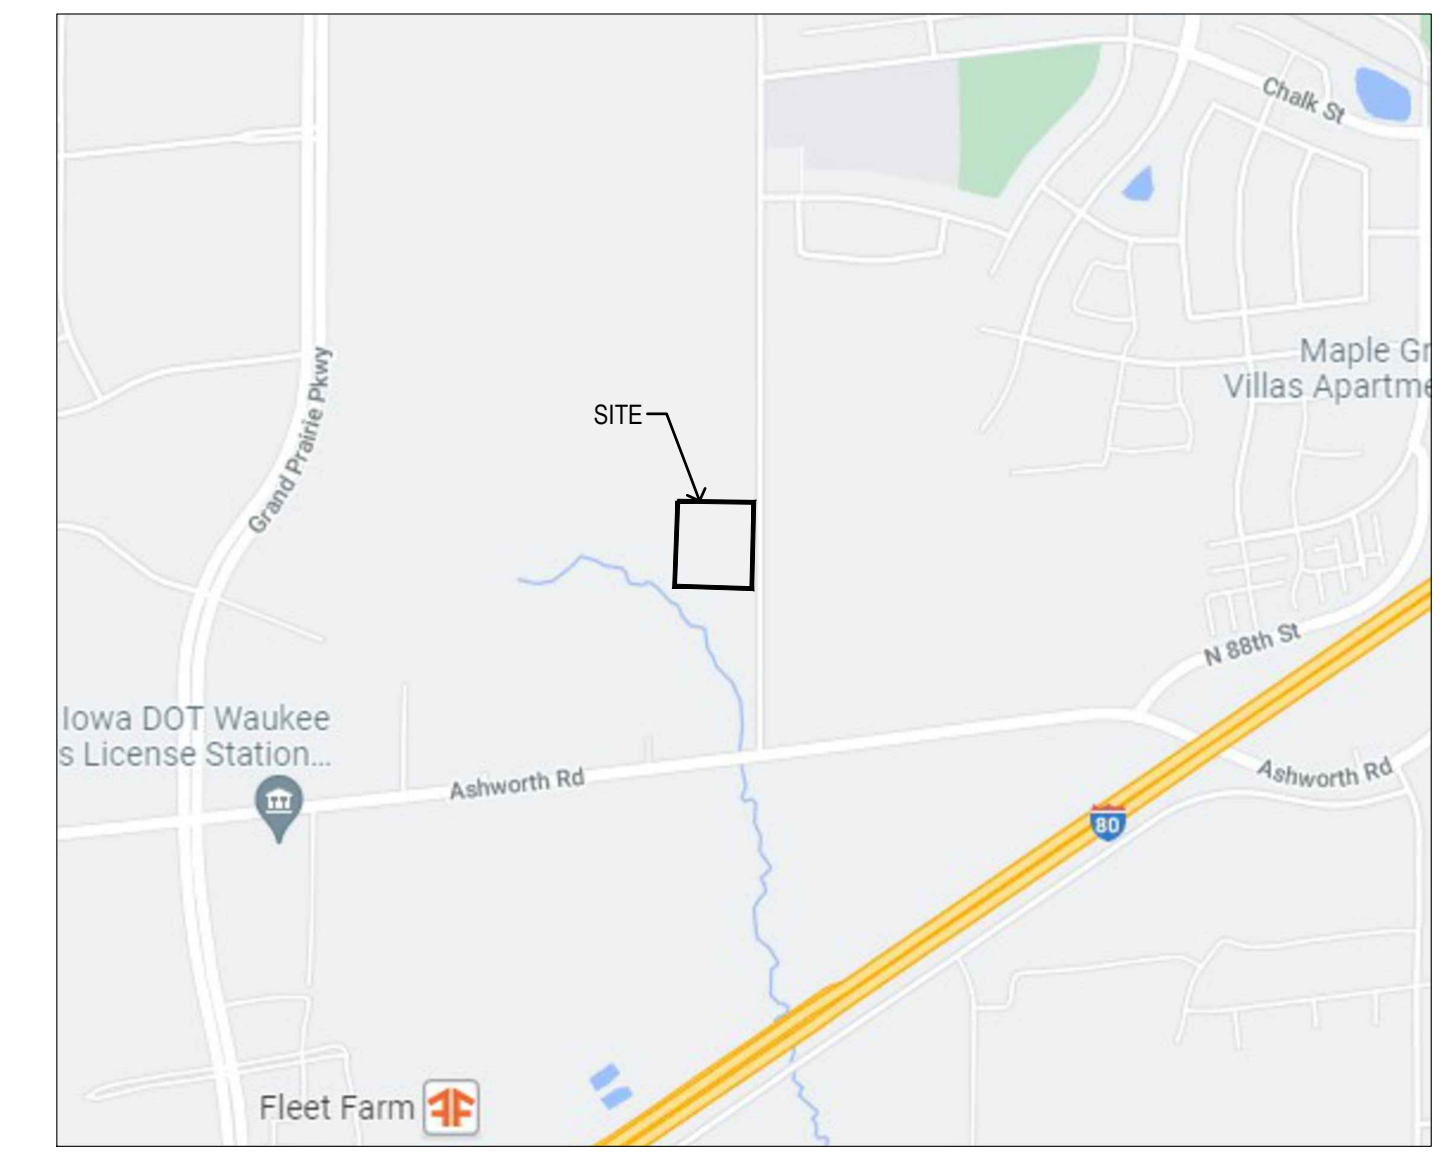 Chalk St
Maple Gr
Villas Apartme
Grand Prairie Pkwy
SITE
N 88th St
Iowa DOT Waukee
s License Station...
Ashworth Rd
Ashworth Rd
80
Fleet Farm